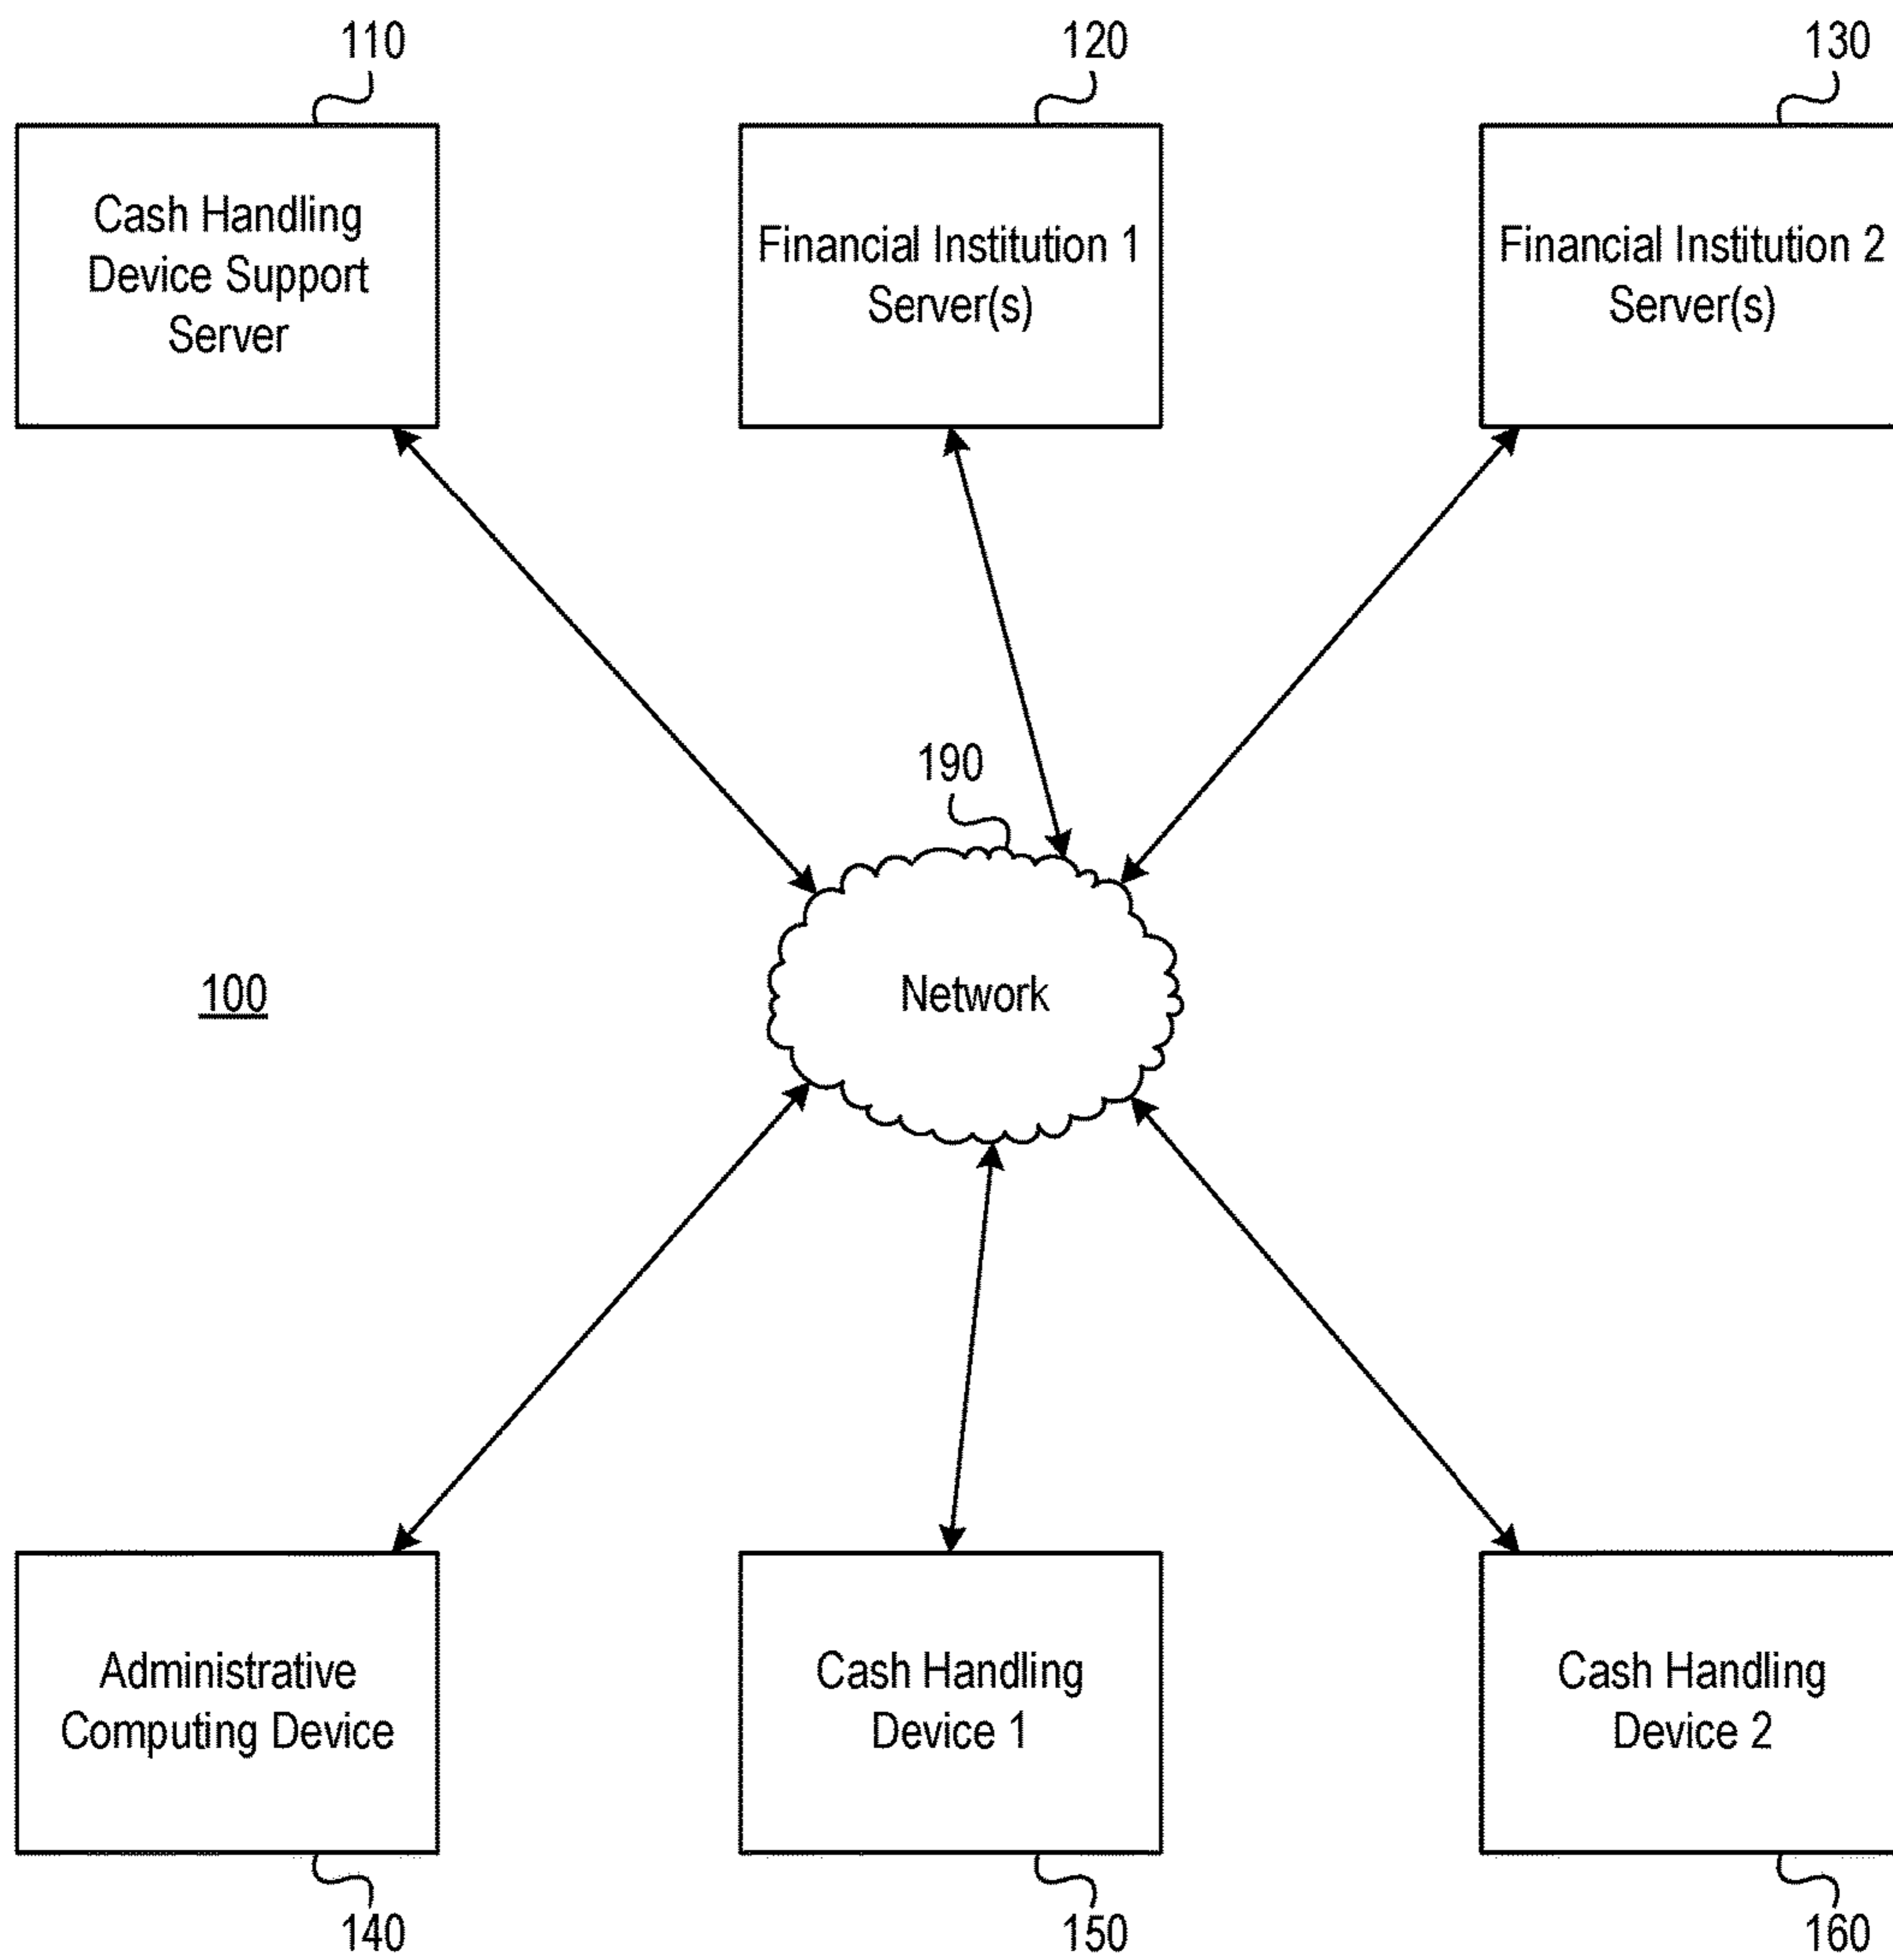 110
120
130
Cash Handling
Device Support
Server
Financial Institution 1
Server(s)
Financial Institution 2
Server(s)
190
100
Network
Administrative
Computing Device
Cash Handling
Device 1
Cash Handling
Device 2
140
150
160